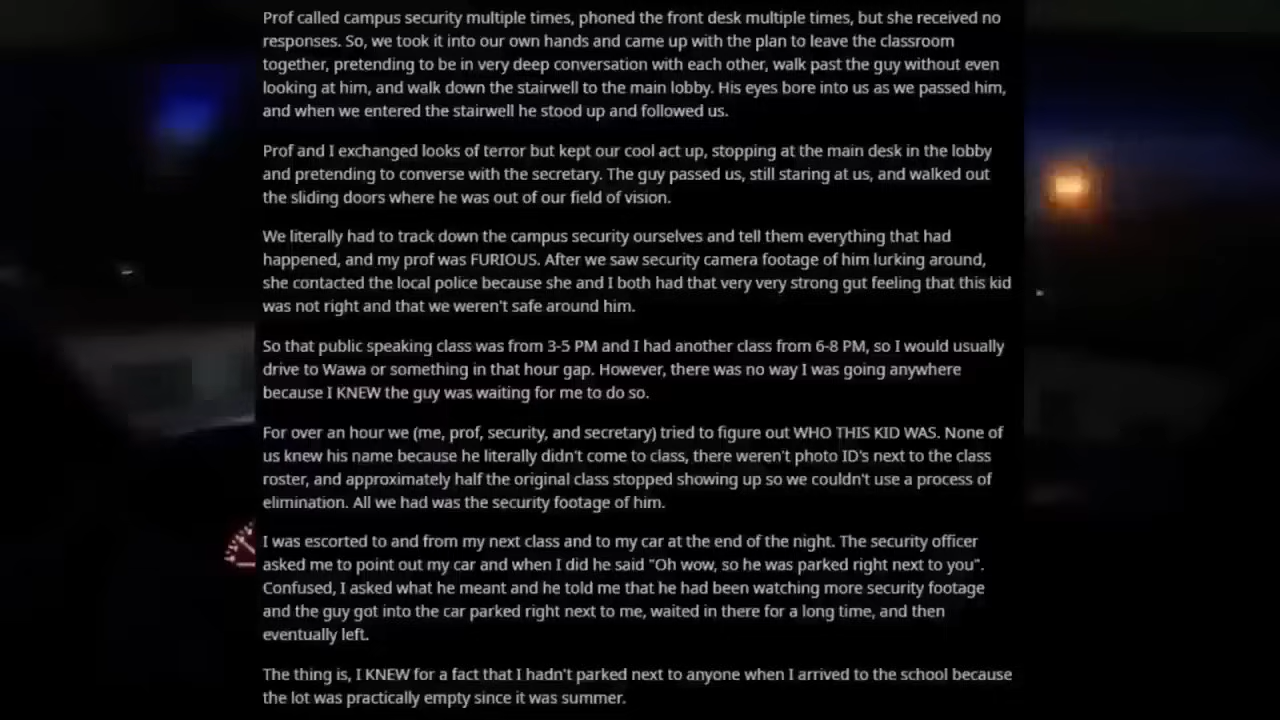 Prof called campus security multiple times, phoned the front desk multiple times, but she received no
responses. So, we took it into our own hands and came up with the plan to leave the classroom
together, pretending to be in very deep conversation with each other, walk past the guy without even
looking at him, and walk down the stairwell to the main lobby. His eyes bore into us as we passed him,
and when we entered the stairwell he stood up and followed us.
Prof and I exchanged looks of terror but kept our cool act up, stopping at the main desk in the lobby
and pretending to converse with the secretary. The guy passed us, still staring at us, and walked out
the sliding doors where he was out of our field of vision.
We literally had to track down the campus security ourselves and tell them everything that had
happened, and my prof was FURIOUS. After we saw security camera footage of him lurking around,
she contacted the local police because she and I both had that very very strong gut feeling that this kid
was not right and that we weren't safe around him.
So that public speaking class was from 3-5 PM and I had another class from 6-8 PM, so I would usually
drive to Wawa or something in that hour gap. However, there was no way I was going anywhere
because I KNEW the guy was waiting for me to do so.
For over an hour we (me, prof, security, and secretary) tried to figure out WHO THIS KID WAS. None of
us knew his name because he literally didn't come to class, there weren't photo ID's next to the class
roster, and approximately half the original class stopped showing up so we couldn't use a process of
elimination. All we had was the security footage of him.
I was escorted to and from my next class and to my car at the end of the night. The security officer
asked me to point out my car and when I did he said "Oh wow, so he was parked right next to you".
Confused, I asked what he meant and he told me that he had been watching more security footage
and the guy got into the car parked right next to me, waited in there for a long time, and then
eventually left.
The thing is, I KNEW for a fact that I hadn't parked next to anyone when I arrived to the school because
the lot was practically empty since it was summer.